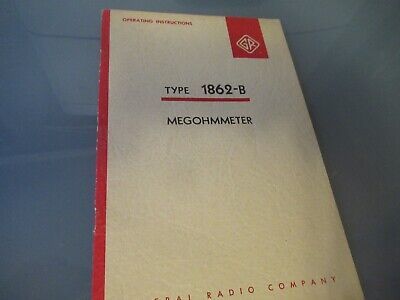 OPERATING INSTRUCTIONS
GR
TYPE 1862-B
MEGOHMMETER
RADIO COMPANY